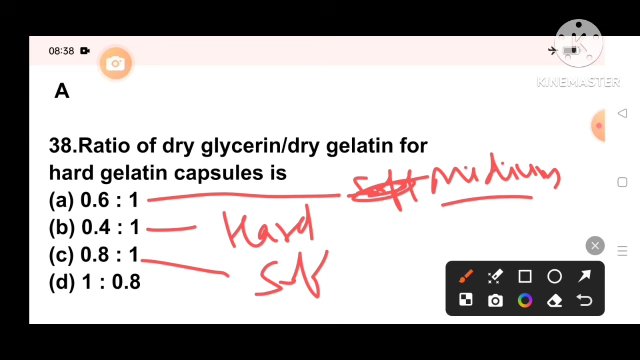 08:38
KINEMASTER
A
38.Ratio of dry glycerin/dry gelatin for
hard gelatin capsules is
(a) 0.6 : 1 Medium
(b) 0.4 : 1 Hard
(c) 0.8 : 1 Soft
(d) 1 : 0.8